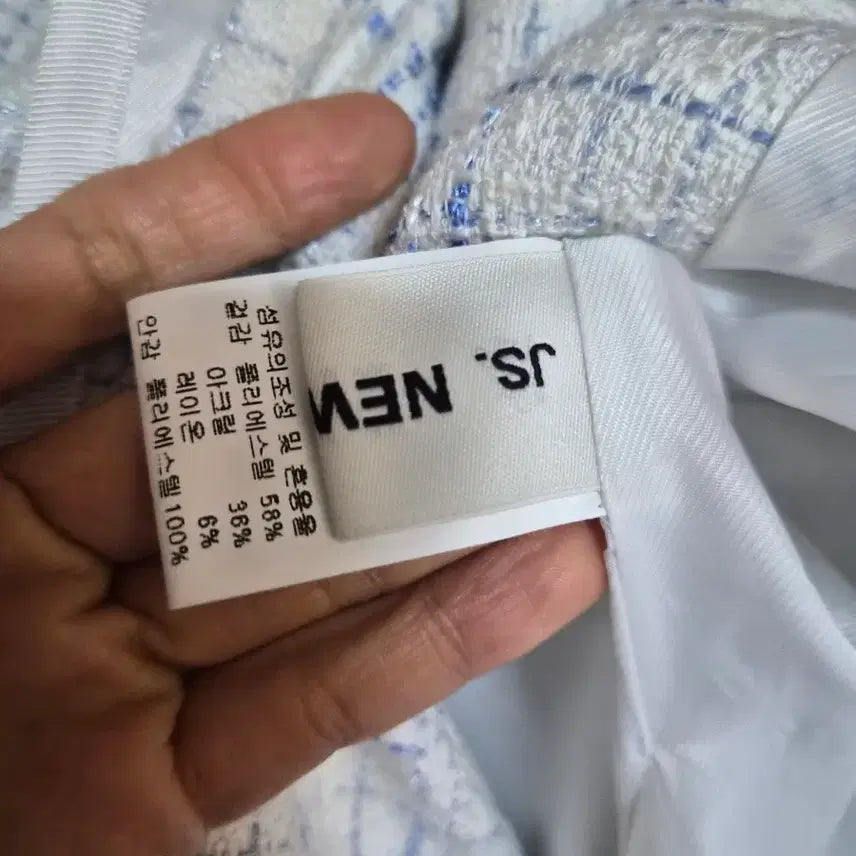 JS. NEW
섬유의조성 및 혼용율
겉감 폴리에스텔 58%
아크릴 36%
레이온 6%
안감 폴리에스텔 100%